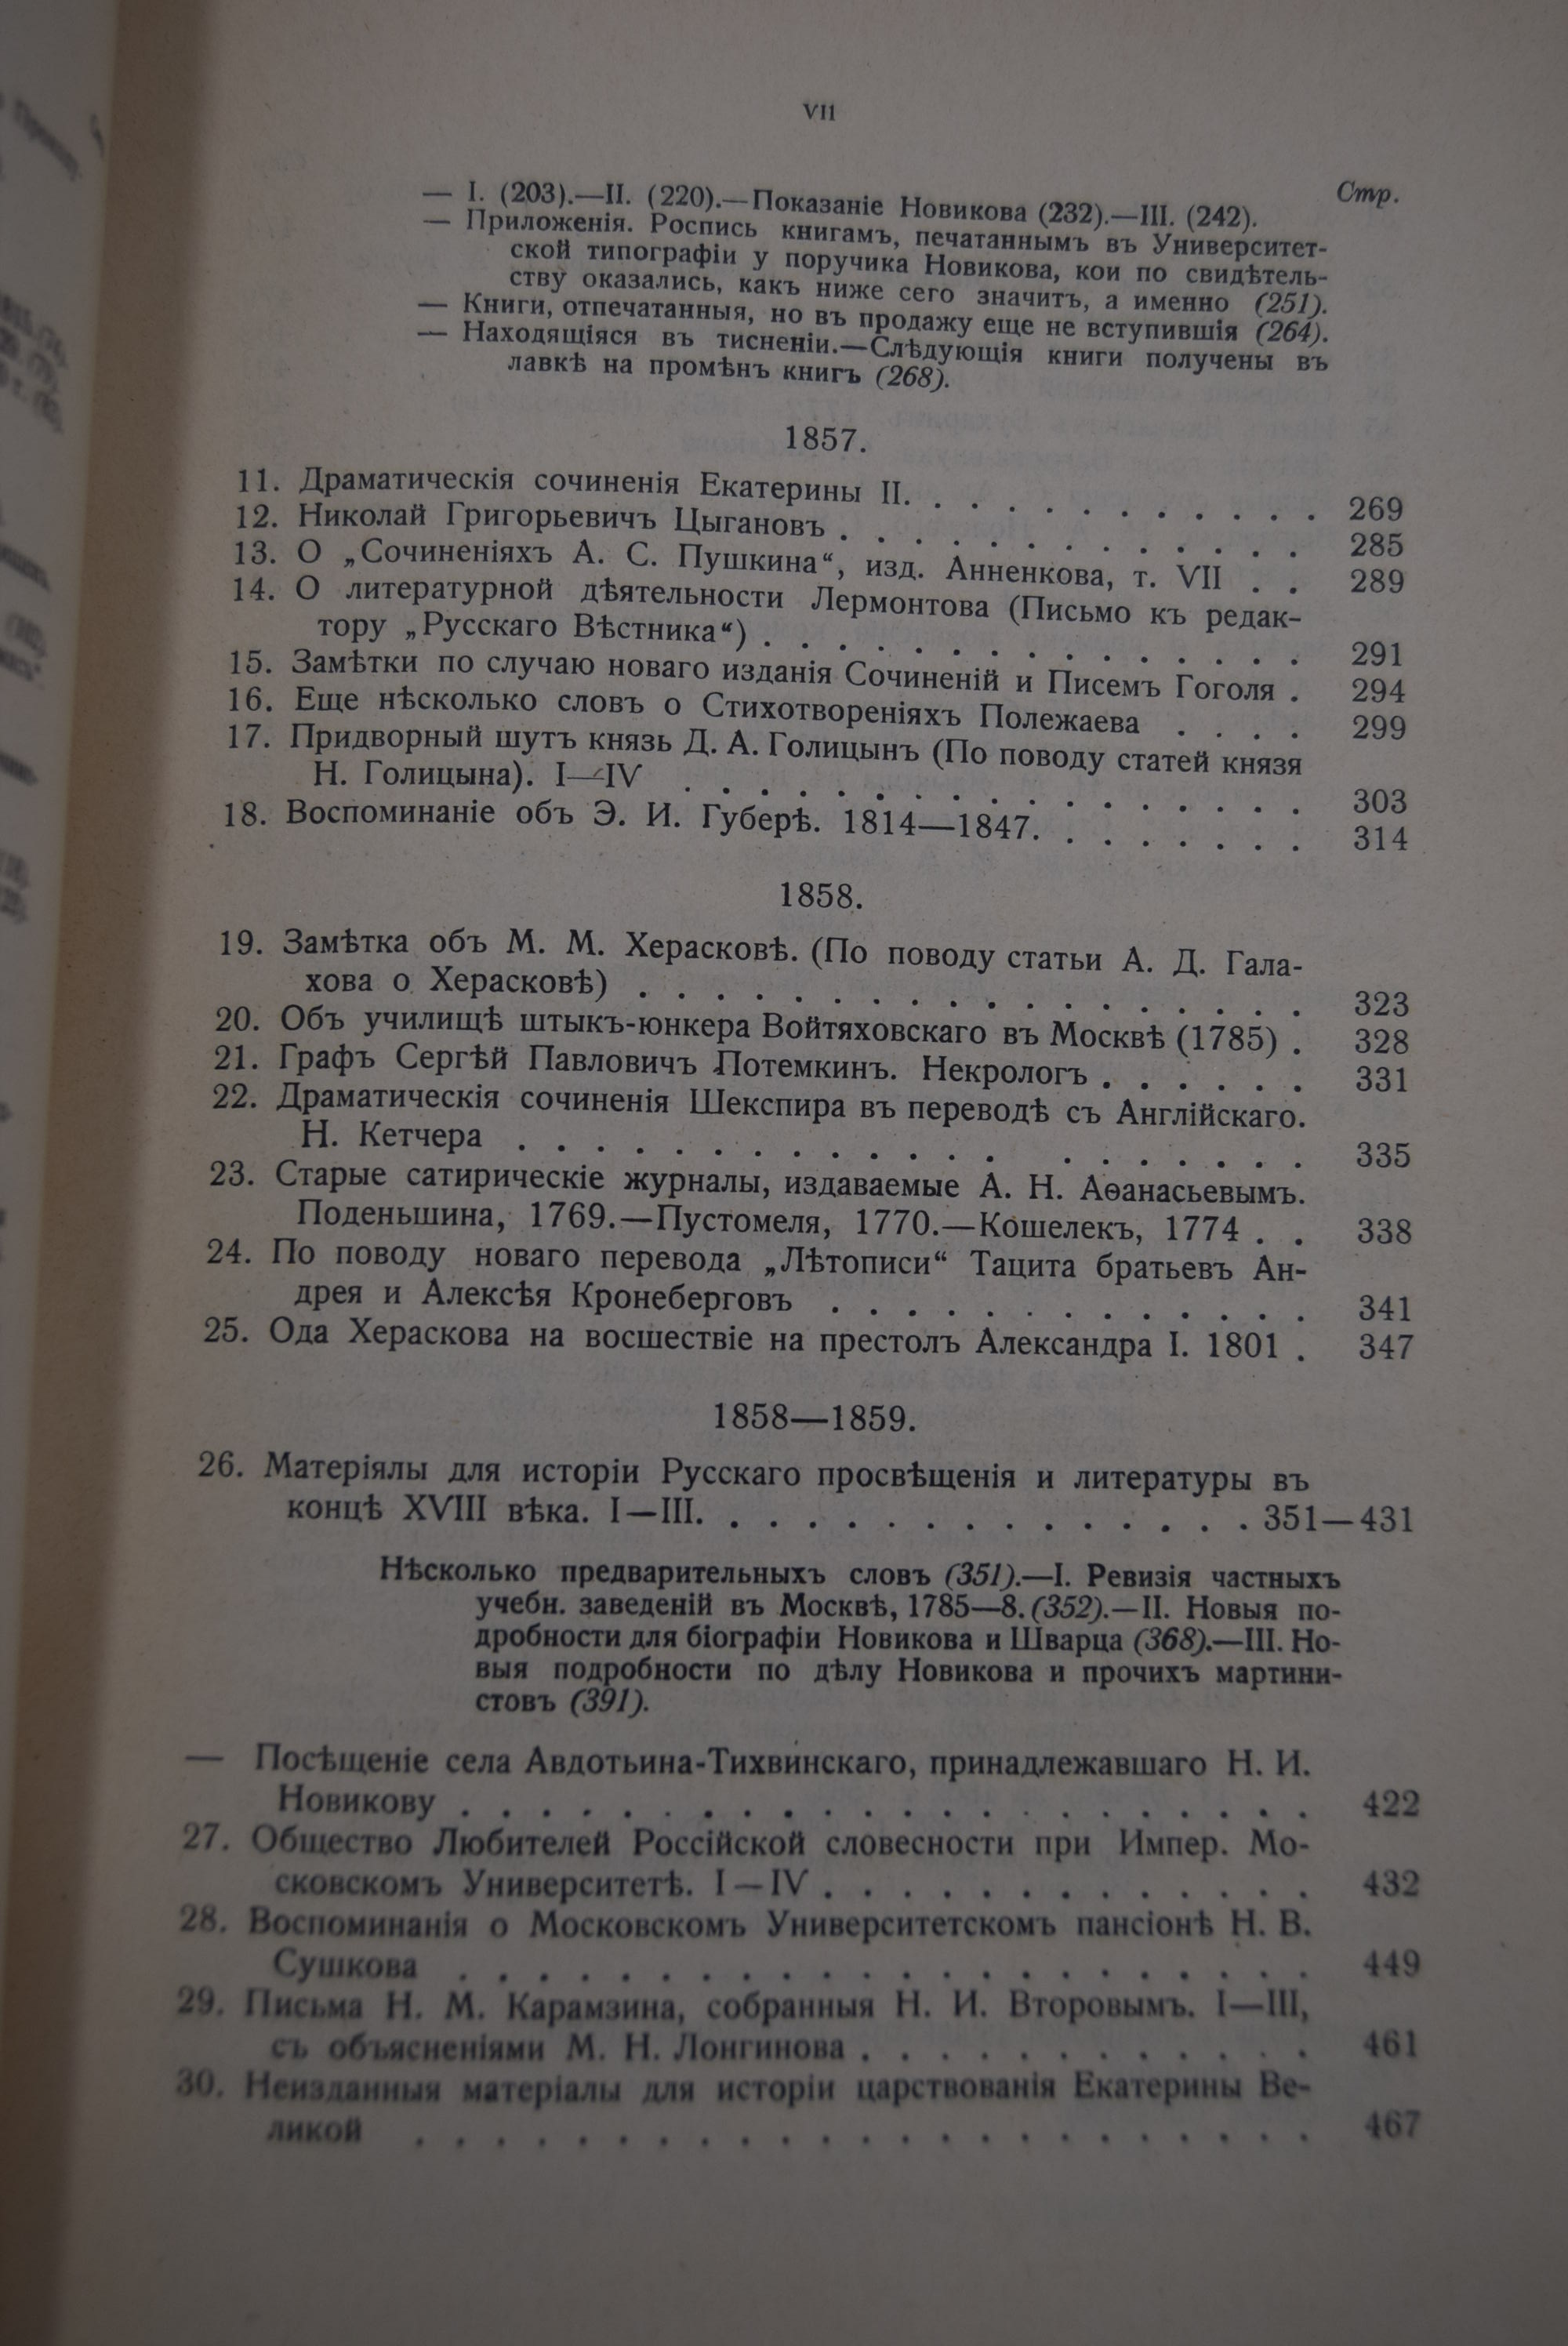 VII
Стр.
— I. (203).—II. (220).—Показаніе Новикова (232).—III. (242).
— Приложенія. Роспись книгамъ, печатаннымъ въ Университет-
ской типографіи у поручика Новикова, кои по свидѣтель-
ству оказались, какъ ниже сего значитъ, а именно (251).
— Книги, отпечатанныя, но въ продажу еще не вступившія (264).
— Находящіяся въ тисненіи.—Слѣдующія книги получены въ
лавкѣ на промѣнъ книгъ (268).
1857.
11. Драматическія сочиненія Екатерины II. . . . . . . . . . . . 269
12. Николай Григорьевичъ Цыгановъ . . . . . . . . . . . . . 285
13. О „Сочиненіяхъ А. С. Пушкина“, изд. Анненкова, т. VII . . 289
14. О литературной дѣятельности Лермонтова (Письмо къ редак-
тору „Русскаго Вѣстника“) . . . . . . . . . . . . . . . 291
15. Замѣтки по случаю новаго изданія Сочиненій и Писемъ Гоголя . 294
16. Еще нѣсколько словъ о Стихотвореніяхъ Полежаева . . . . 299
17. Придворный шутъ князь Д. А. Голицынъ (По поводу статей князя
Н. Голицына). I—IV . . . . . . . . . . . . . . . . . 303
18. Воспоминаніе объ Э. И. Губерѣ. 1814—1847. . . . . . . . 314
1858.
19. Замѣтка объ М. М. Херасковѣ. (По поводу статьи А. Д. Гала-
хова о Херасковѣ) . . . . . . . . . . . . . . . . . . 323
20. Объ училищѣ штыкъ-юнкера Войтяховскаго въ Москвѣ (1785) . 328
21. Графъ Сергѣй Павловичъ Потемкинъ. Некрологъ . . . . . . 331
22. Драматическія сочиненія Шекспира въ переводѣ съ Англійскаго.
Н. Кетчера . . . . . . . . . . . . . . . . . . . . 335
23. Старые сатирическіе журналы, издаваемые А. Н. Аѳанасьевымъ.
Поденьшина, 1769.—Пустомеля, 1770.—Кошелекъ, 1774 . . 338
24. По поводу новаго перевода „Лѣтописи“ Тацита братьевъ Ан-
дрея и Алексѣя Кронеберговъ . . . . . . . . . . . . . 341
25. Ода Хераскова на восшествіе на престолъ Александра I. 1801 . 347
1858—1859.
26. Матеріялы для исторіи Русскаго просвѣщенія и литературы въ
концѣ XVIII вѣка. I—III. . . . . . . . . . . . . . . . 351—431
Нѣсколько предварительныхъ словъ (351).—I. Ревизія частныхъ
учебн. заведеній въ Москвѣ, 1785—8. (352).—II. Новыя по-
дробности для біографіи Новикова и Шварца (368).—III. Но-
выя подробности по дѣлу Новикова и прочихъ мартини-
стовъ (391).
— Посѣщеніе села Авдотьина-Тихвинскаго, принадлежавшаго Н. И.
Новикову . . . . . . . . . . . . . . . . . . . . . . 422
27. Общество Любителей Россійской словесности при Импер. Мо-
сковскомъ Университетѣ. I—IV . . . . . . . . . . . . . 432
28. Воспоминанія о Московскомъ Университетскомъ пансіонѣ Н. В.
Сушкова . . . . . . . . . . . . . . . . . . . . . . 449
29. Письма Н. М. Карамзина, собранныя Н. И. Второвымъ. I—III,
съ объясненіями М. Н. Лонгинова . . . . . . . . . . . . 461
30. Неизданныя матеріалы для исторіи царствованія Екатерины Ве-
ликой . . . . . . . . . . . . . . . . . . . . . . . 467